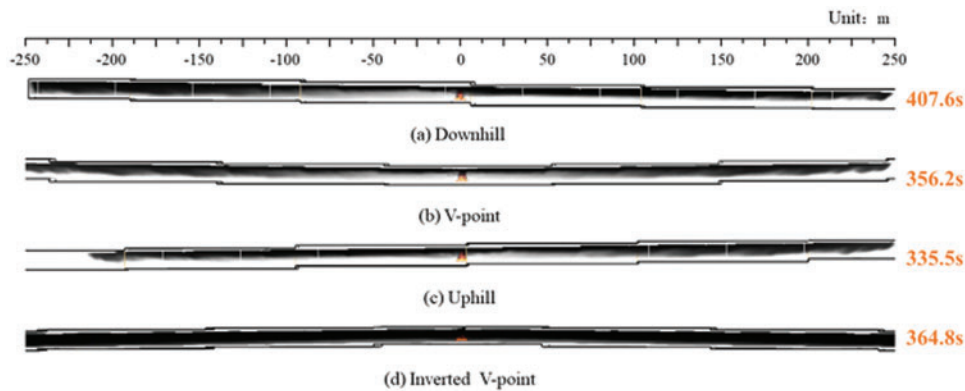 Unit: m
-250 -200 -150 -100 -50 0 50 100 150 200 250
407.6s
(a) Downhill
356.2s
(b) V-point
335.5s
(c) Uphill
364.8s
(d) Inverted V-point